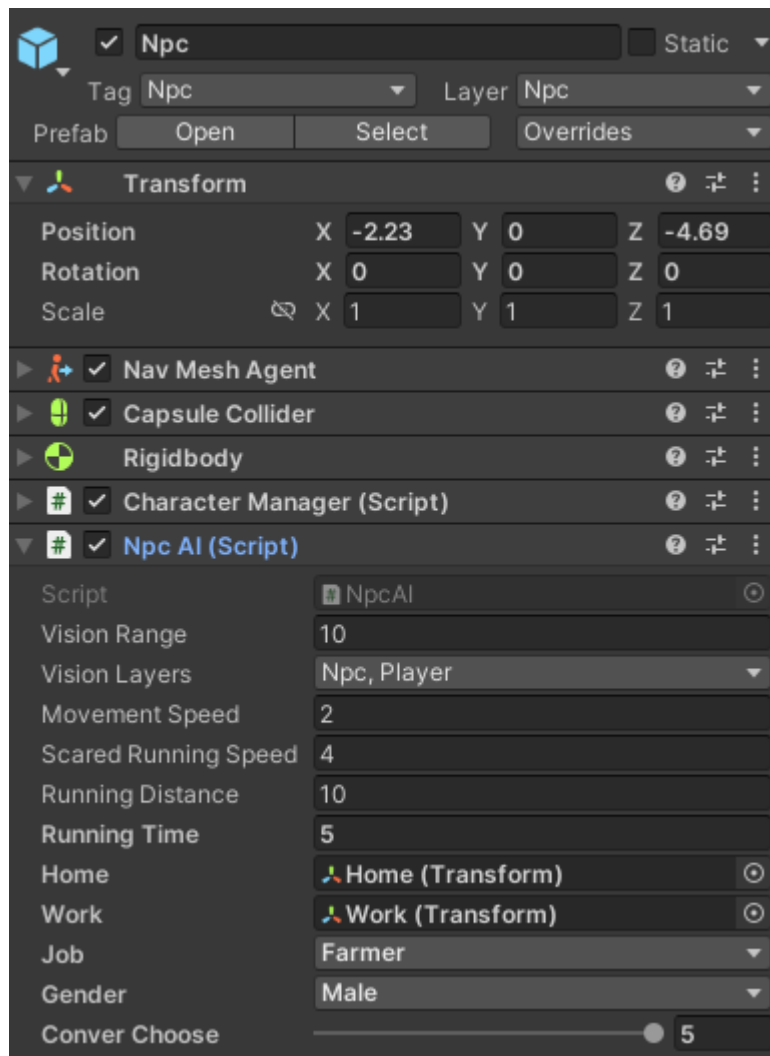 Npc Static
Tag Npc Layer Npc
Prefab Open Select Overrides
Transform
Position X -2.23 Y 0 Z -4.69
Rotation X 0 Y 0 Z 0
Scale X 1 Y 1 Z 1
Nav Mesh Agent
Capsule Collider
Rigidbody
# Character Manager (Script)
# Npc AI (Script)
Script # NpcAI
Vision Range 10
Vision Layers Npc, Player
Movement Speed 2
Scared Running Speed 4
Running Distance 10
Running Time 5
Home Home (Transform)
Work Work (Transform)
Job Farmer
Gender Male
Conver Choose 5